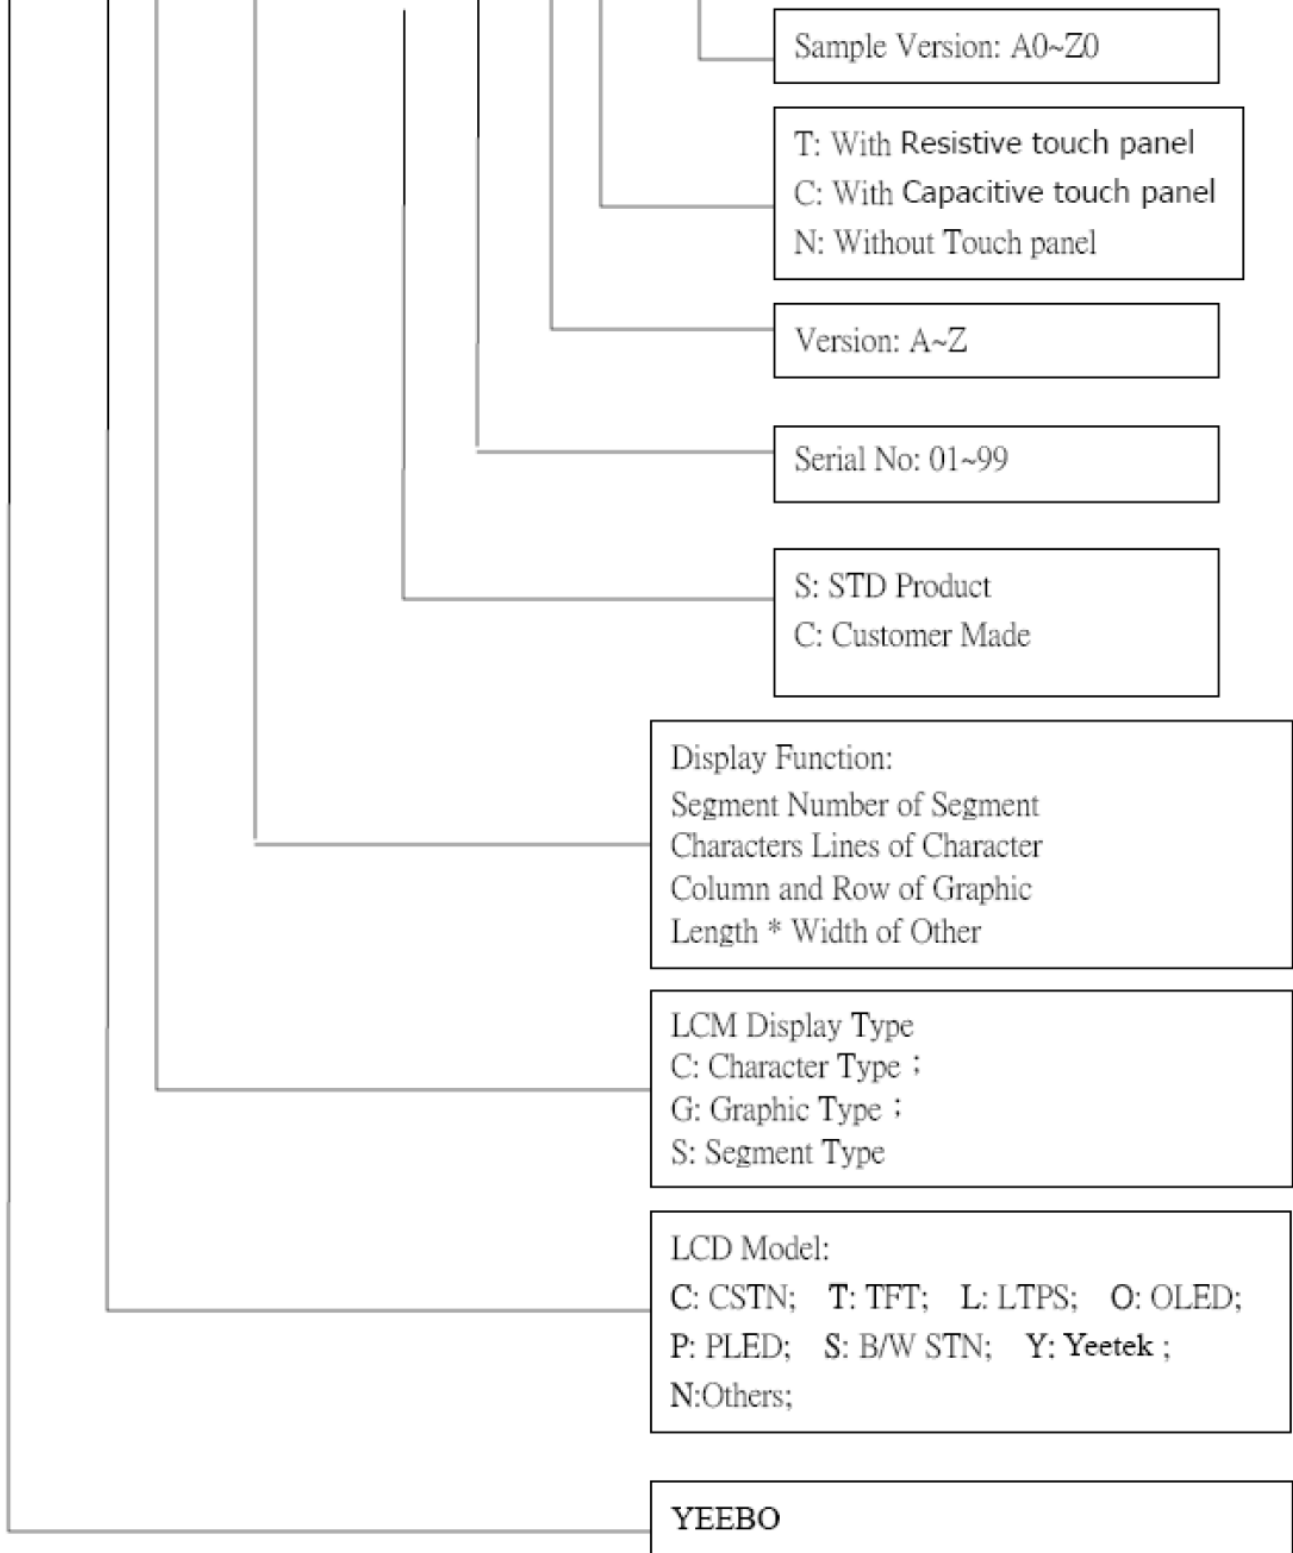 Sample Version: A0~Z0
T: With Resistive touch panel
C: With Capacitive touch panel
N: Without Touch panel
Version: A~Z
Serial No: 01~99
S: STD Product
C: Customer Made
Display Function:
Segment Number of Segment
Characters Lines of Character
Column and Row of Graphic
Length * Width of Other
LCM Display Type
C: Character Type；
G: Graphic Type；
S: Segment Type
LCD Model:
C: CSTN; T: TFT; L: LTPS; O: OLED;
P: PLED; S: B/W STN; Y: Yeetek ;
N:Others;
YEEBO